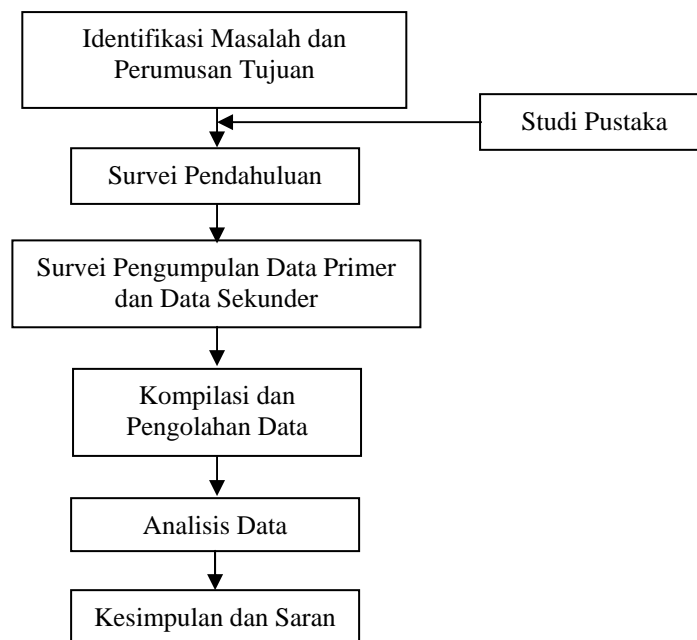 Identifikasi Masalah dan
Perumusan Tujuan
Studi Pustaka
Survei Pendahuluan
Survei Pengumpulan Data Primer
dan Data Sekunder
Kompilasi dan
Pengolahan Data
Analisis Data
Kesimpulan dan Saran